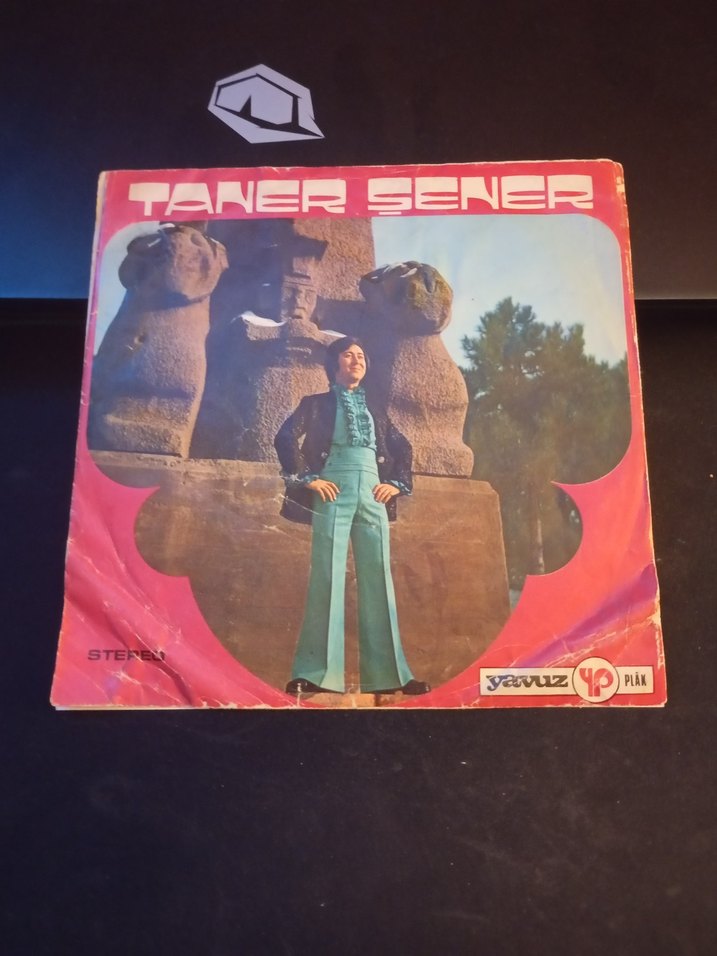 TANER ŞENER
STEREO
yavuz YP PLÂK